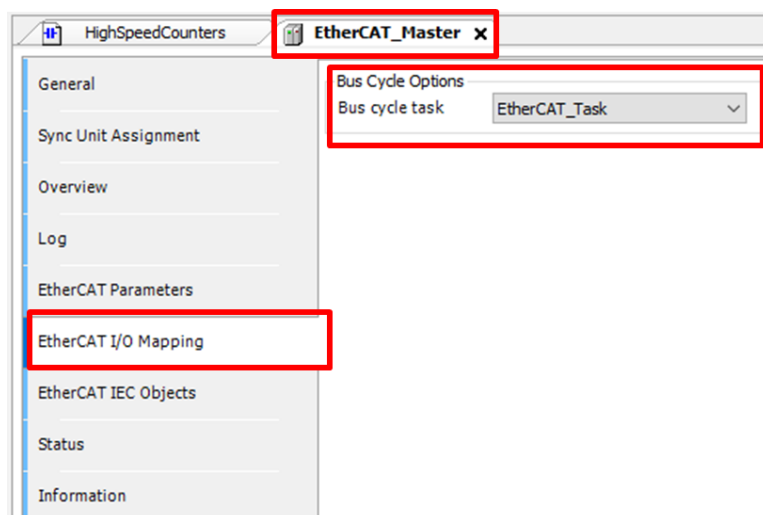 HighSpeedCounters
EtherCAT_Master
General
Sync Unit Assignment
Overview
Log
EtherCAT Parameters
EtherCAT I/O Mapping
EtherCAT IEC Objects
Status
Information
Bus Cycle Options
Bus cycle task EtherCAT_Task